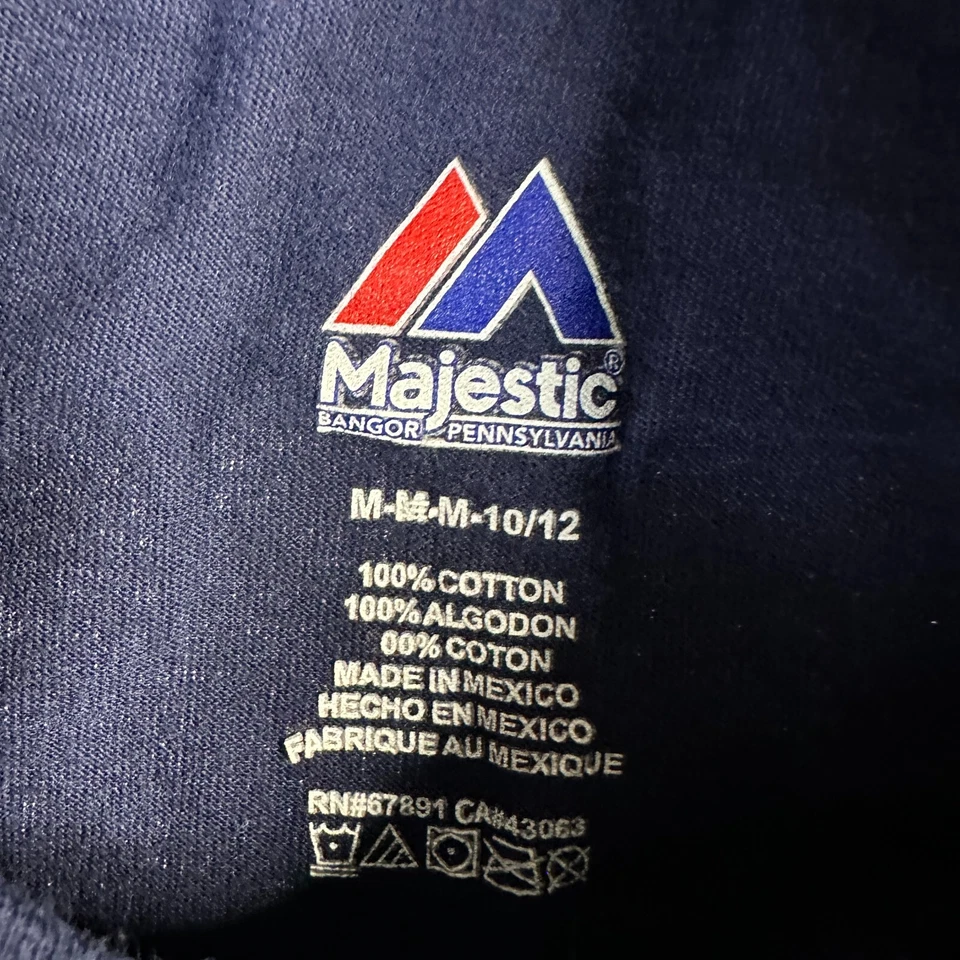 Majestic®
BANGOR PENNSYLVANIA
M-M-M-10/12
100% COTTON
100% ALGODON
00% COTON
MADE IN MEXICO
HECHO EN MEXICO
FABRIQUE AU MEXIQUE
RN#67891 CA#43063